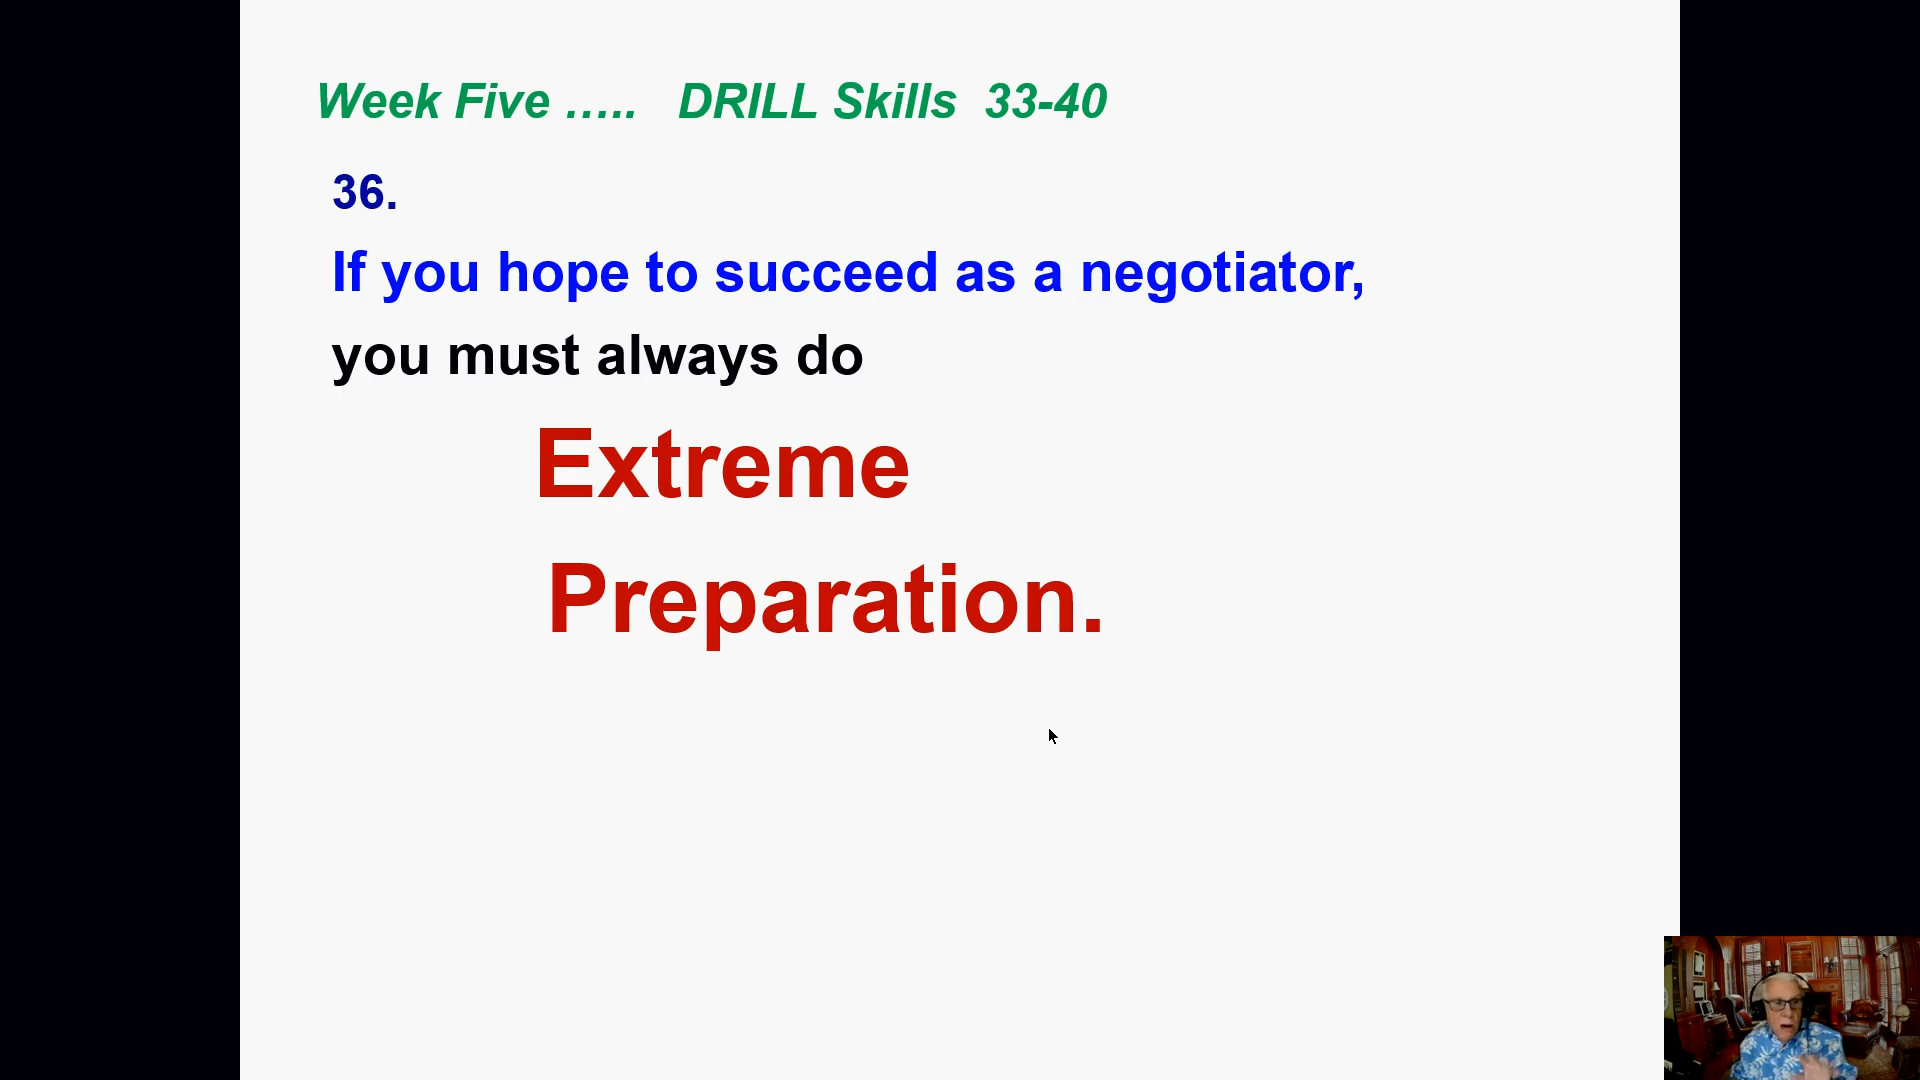 Week Five ..... DRILL Skills 33-40
36.
If you hope to succeed as a negotiator,
you must always do
Extreme
Preparation.